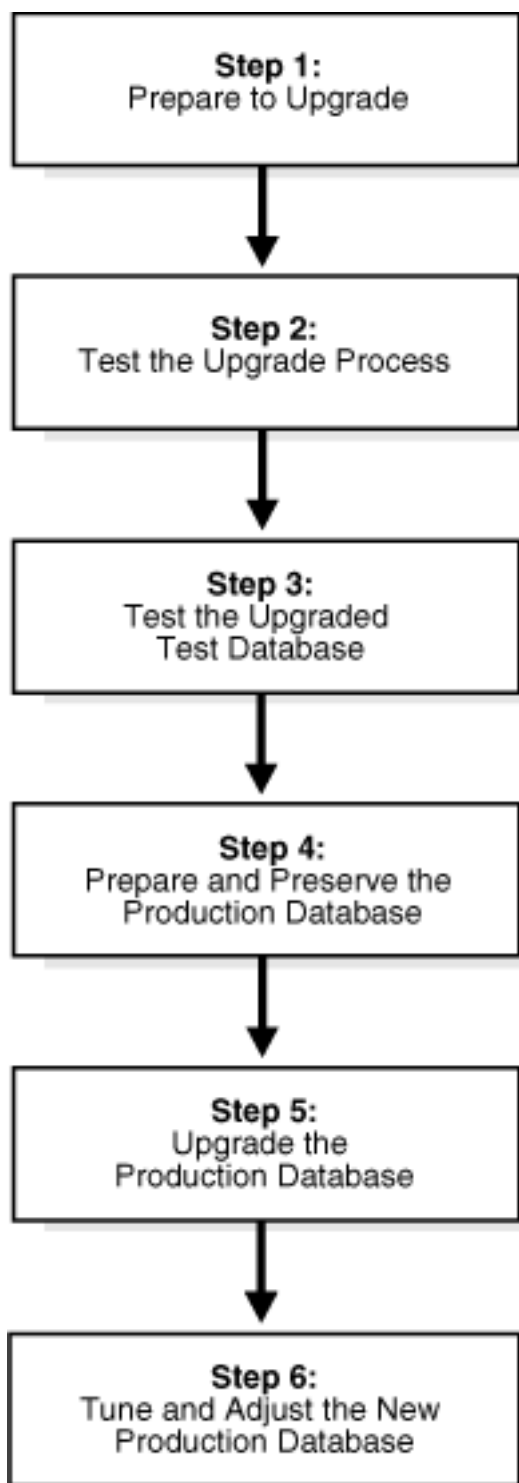 Step 1:
Prepare to Upgrade
Step 2:
Test the Upgrade Process
Step 3:
Test the Upgraded
Test Database
Step 4:
Prepare and Preserve the
Production Database
Step 5:
Upgrade the
Production Database
Step 6:
Tune and Adjust the New
Production Database